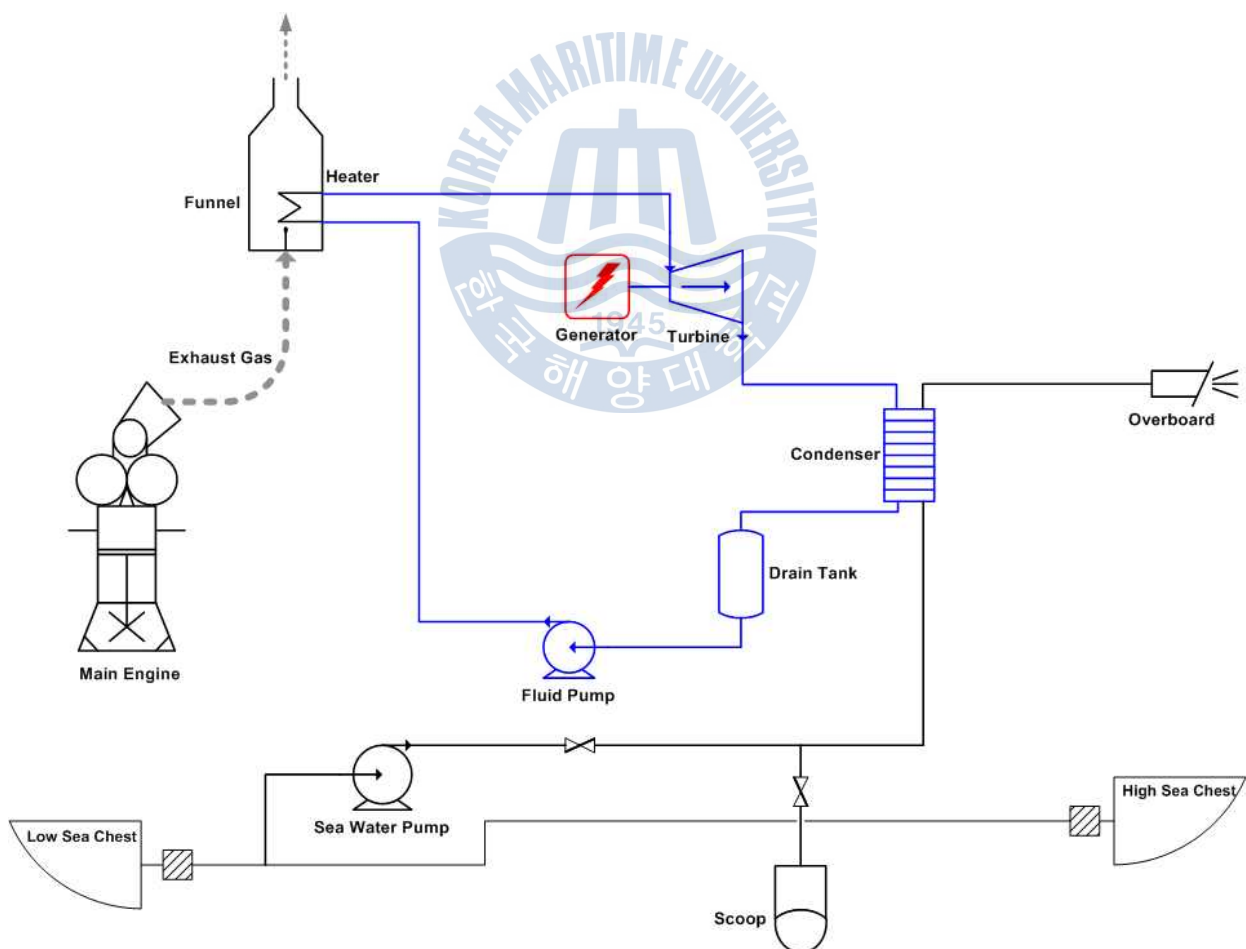 KOREA MARITIME UNIVERSITY
1945
한국해양대학교
Heater
Funnel
Generator
Turbine
Exhaust Gas
Overboard
Condenser
Drain Tank
Main Engine
Fluid Pump
High Sea Chest
Low Sea Chest
Sea Water Pump
Scoop